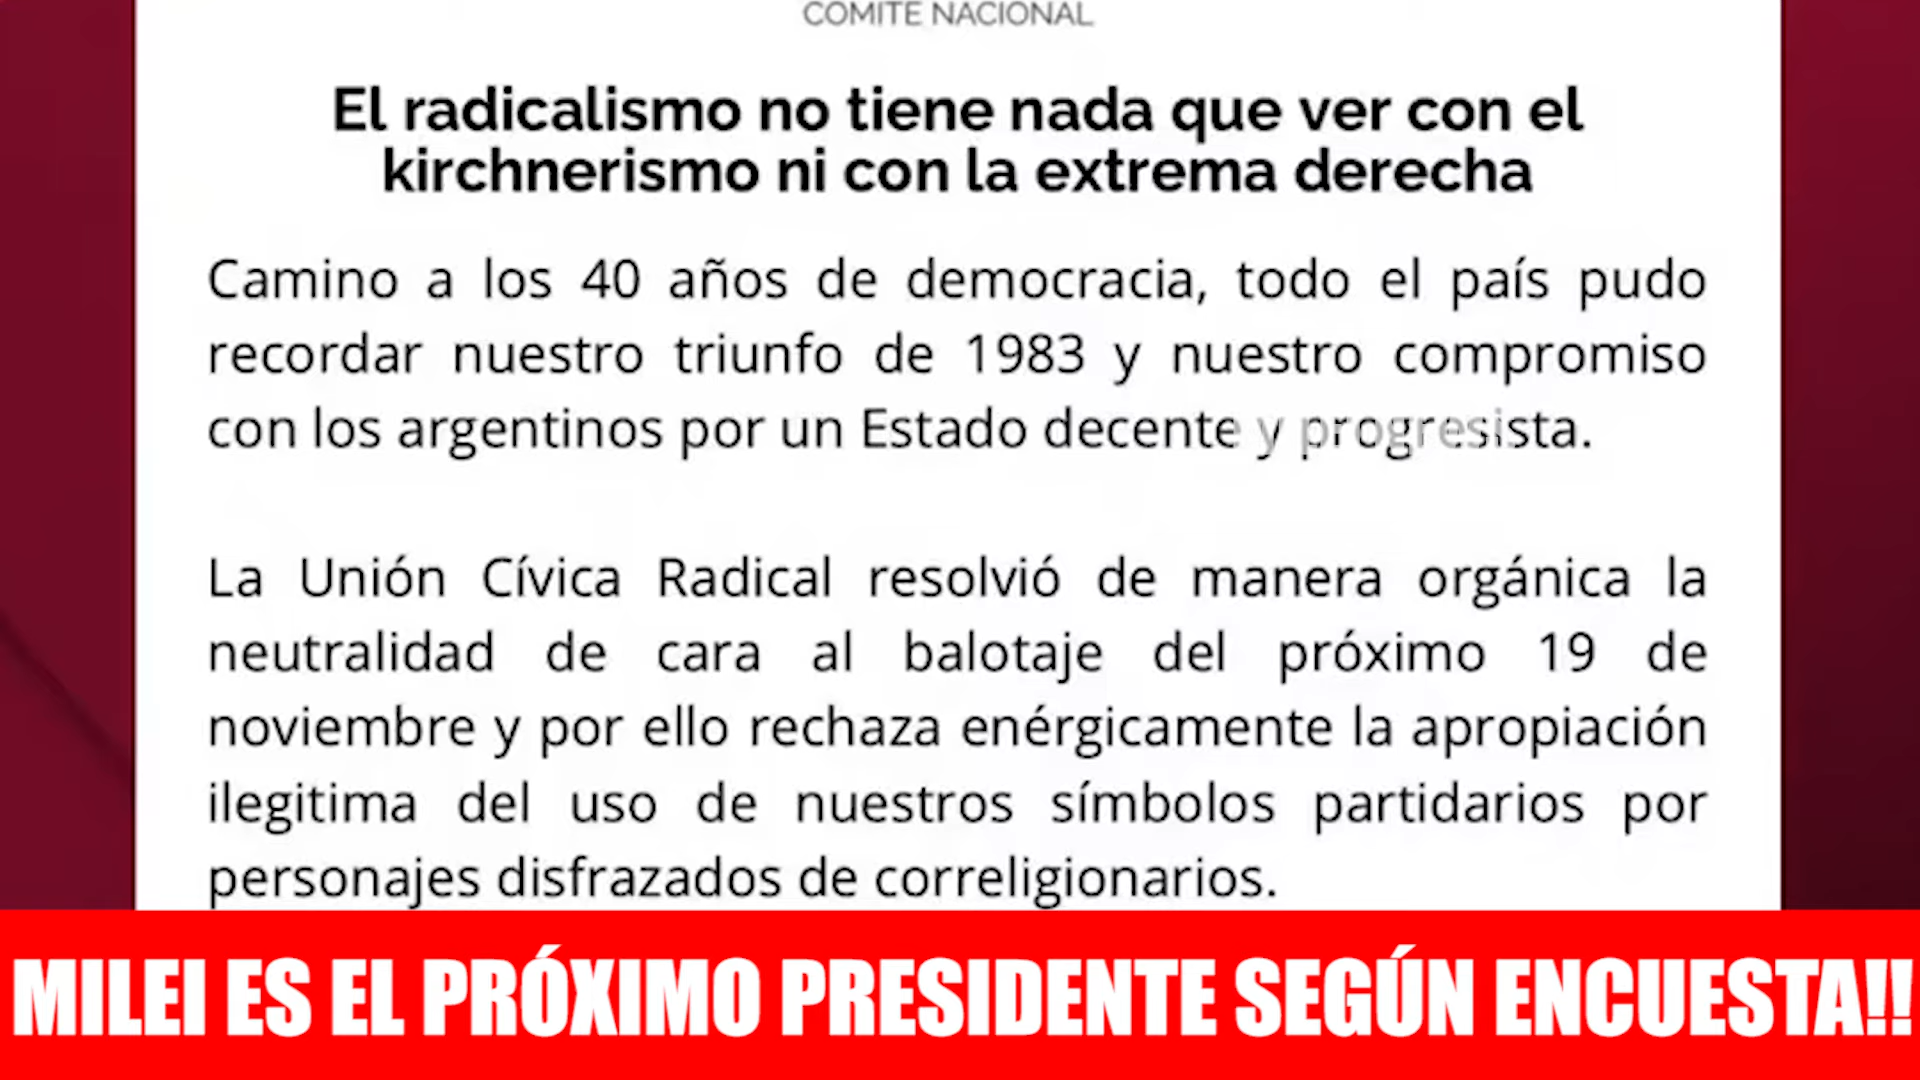 COMITE NACIONAL
El radicalismo no tiene nada que ver con el
kirchnerismo ni con la extrema derecha
Camino a los 40 años de democracia, todo el país pudo
recordar nuestro triunfo de 1983 y nuestro compromiso
con los argentinos por un Estado decente y progresista.
La Unión Cívica Radical resolvió de manera orgánica la
neutralidad de cara al balotaje del próximo 19 de
noviembre y por ello rechaza enérgicamente la apropiación
ilegitima del uso de nuestros símbolos partidarios por
personajes disfrazados de correligionarios.
MILEI ES EL PRÓXIMO PRESIDENTE SEGÚN ENCUESTA!!